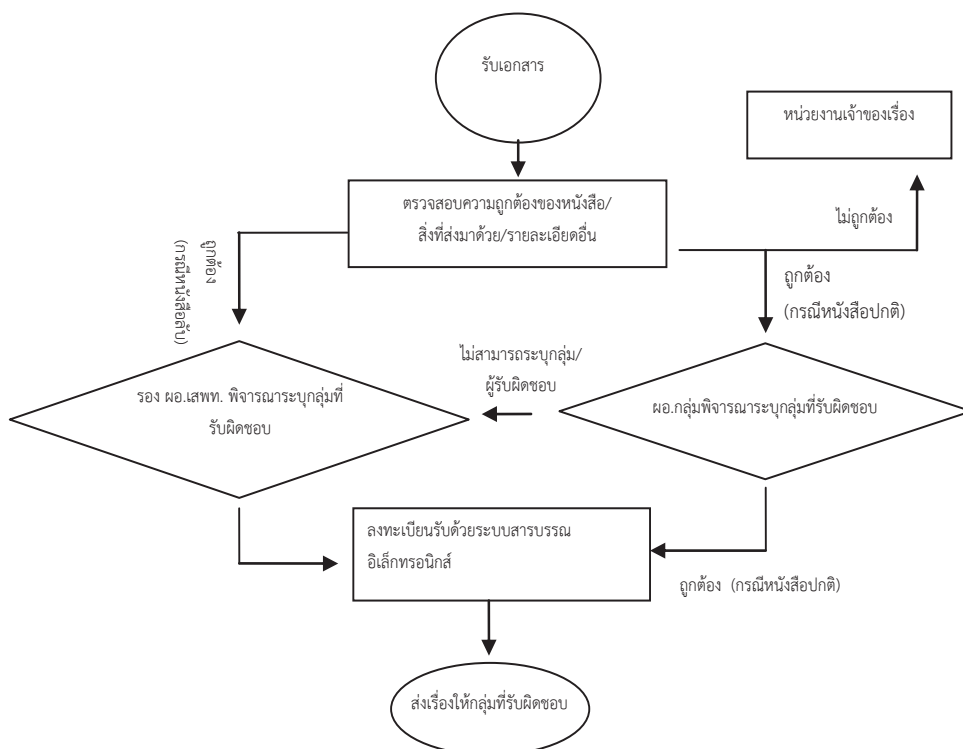 รับเอกสาร
หน่วยงานเจ้าของเรื่อง
ตรวจสอบความถูกต้องของหนังสือ/
สิ่งที่ส่งมาด้วย/รายละเอียดอื่น
ไม่ถูกต้อง
ถูกต้อง
(กรณีหนังสือลับ)
ถูกต้อง
(กรณีหนังสือปกติ)
ไม่สามารถระบุกลุ่ม/
ผู้รับผิดชอบ
รอง ผอ.เสพท. พิจารณาระบุกลุ่มที่
รับผิดชอบ
ผอ.กลุ่มพิจารณาระบุกลุ่มที่รับผิดชอบ
ลงทะเบียนรับด้วยระบบสารบรรณ
อิเล็กทรอนิกส์
ถูกต้อง (กรณีหนังสือปกติ)
ส่งเรื่องให้กลุ่มที่รับผิดชอบ